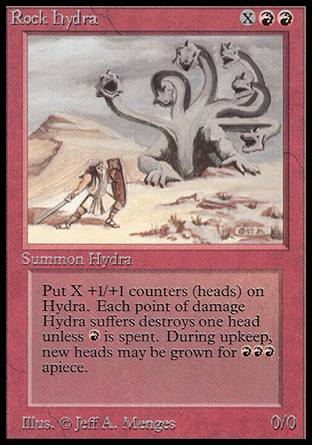 Rock Hydra X
Summon Hydra
Put X +1/+1 counters (heads) on
Hydra. Each point of damage
Hydra suffers destroys one head
unless is spent. During upkeep,
new heads may be grown for
apiece.
Illus. © Jeff A. Menges 0/0